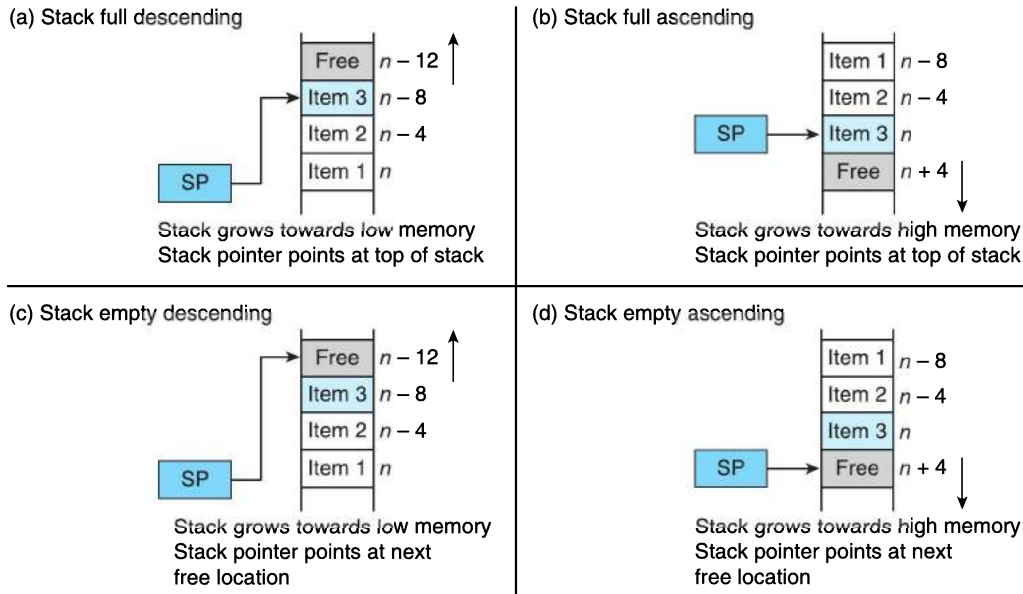 (a) Stack full descending
Free n – 12
Item 3 n – 8
Item 2 n – 4
Item 1 n
SP
Stack grows towards low memory
Stack pointer points at top of stack
(b) Stack full ascending
Item 1 n – 8
Item 2 n – 4
SP Item 3 n
Free n + 4
Stack grows towards high memory
Stack pointer points at top of stack
(c) Stack empty descending
Free n – 12
Item 3 n – 8
Item 2 n – 4
Item 1 n
SP
Stack grows towards low memory
Stack pointer points at next
free location
(d) Stack empty ascending
Item 1 n – 8
Item 2 n – 4
Item 3 n
SP Free n + 4
Stack grows towards high memory
Stack pointer points at next
free location